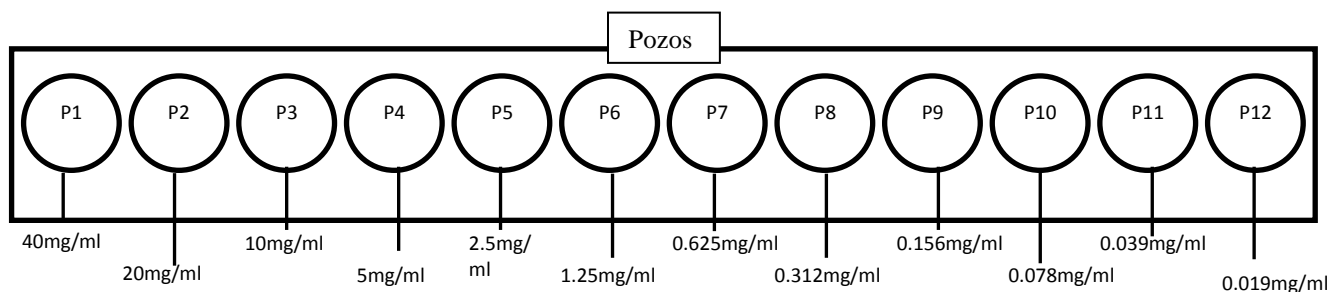 Pozos
P1 P2 P3 P4 P5 P6 P7 P8 P9 P10 P11 P12
40mg/ml 10mg/ml 2.5mg/
ml 0.625mg/ml 0.156mg/ml 0.039mg/ml
20mg/ml 5mg/ml 1.25mg/ml 0.312mg/ml 0.078mg/ml 0.019mg/ml